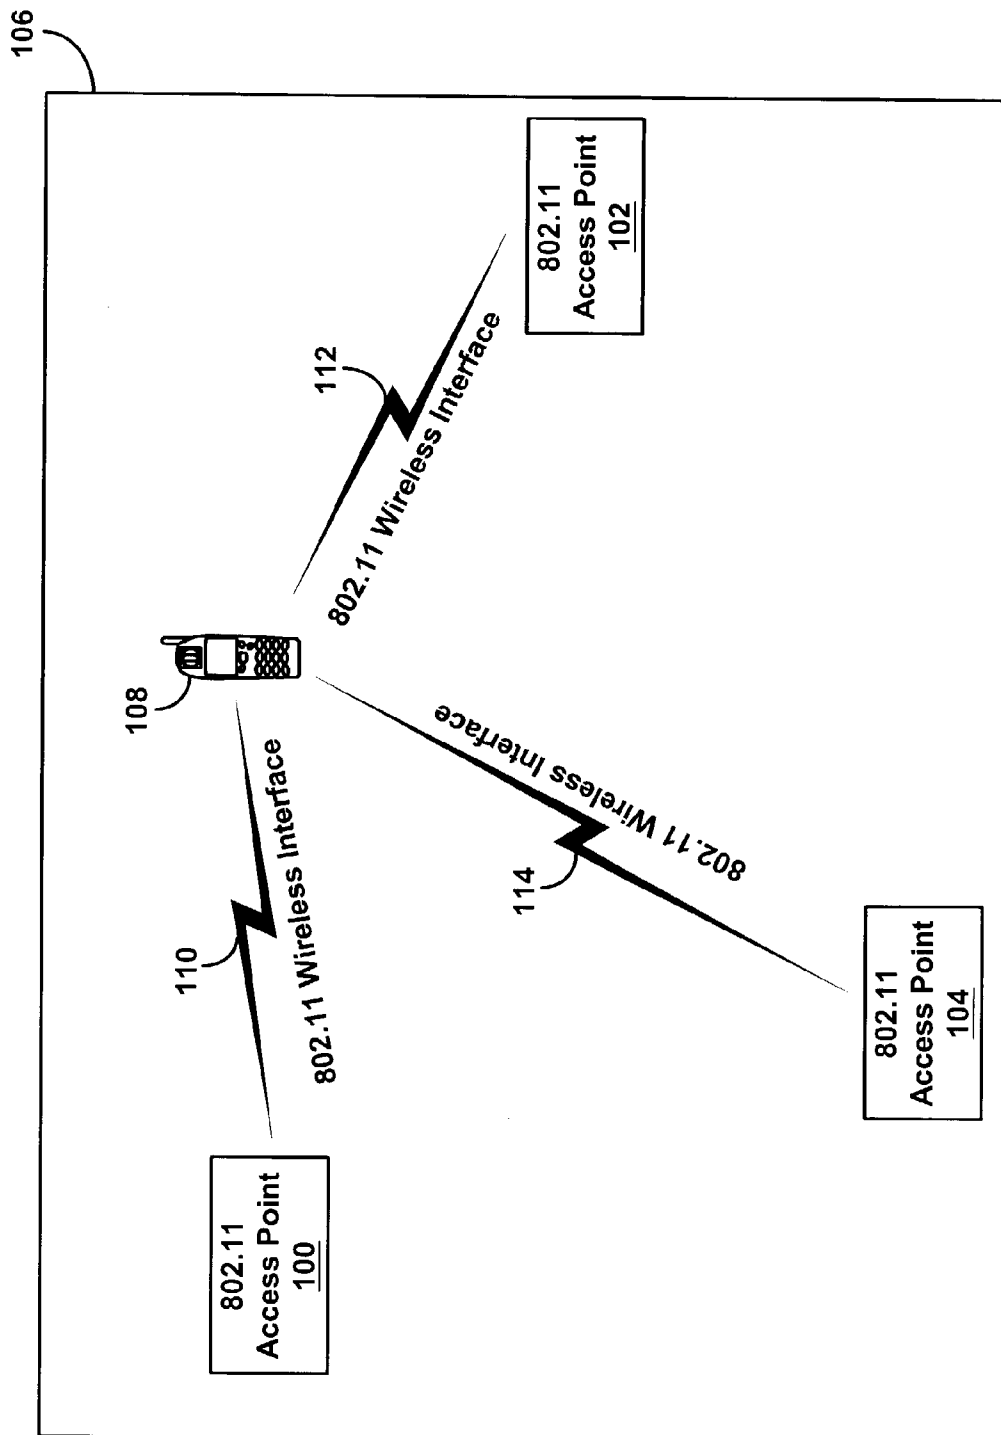 106
802.11
Access Point
100
110
802.11 Wireless Interface
108
112
802.11 Wireless Interface
802.11
Access Point
102
114
802.11 Wireless Interface
802.11
Access Point
104